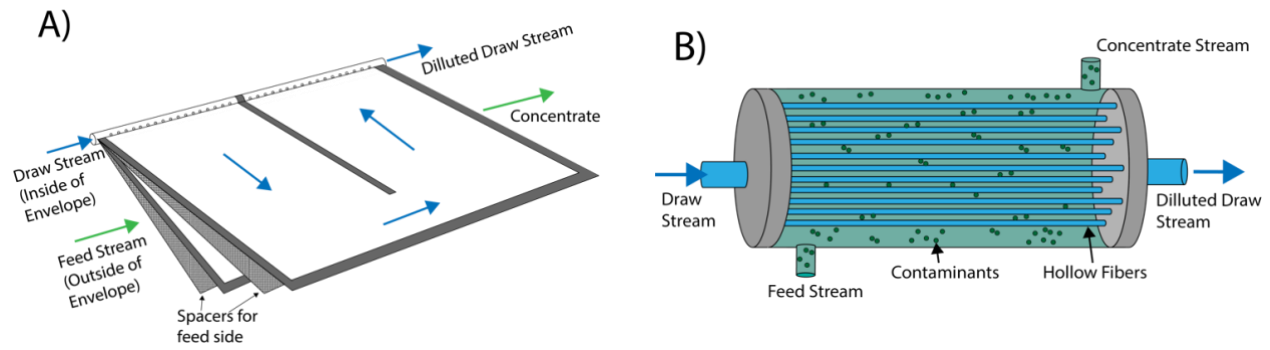 A)
Dilluted Draw Stream
Concentrate
Draw Stream
(Inside of
Envelope)
Feed Stream
(Outside of
Envelope)
Spacers for
feed side
B)
Concentrate Stream
Draw
Stream
Dilluted Draw
Stream
Contaminants
Hollow Fibers
Feed Stream